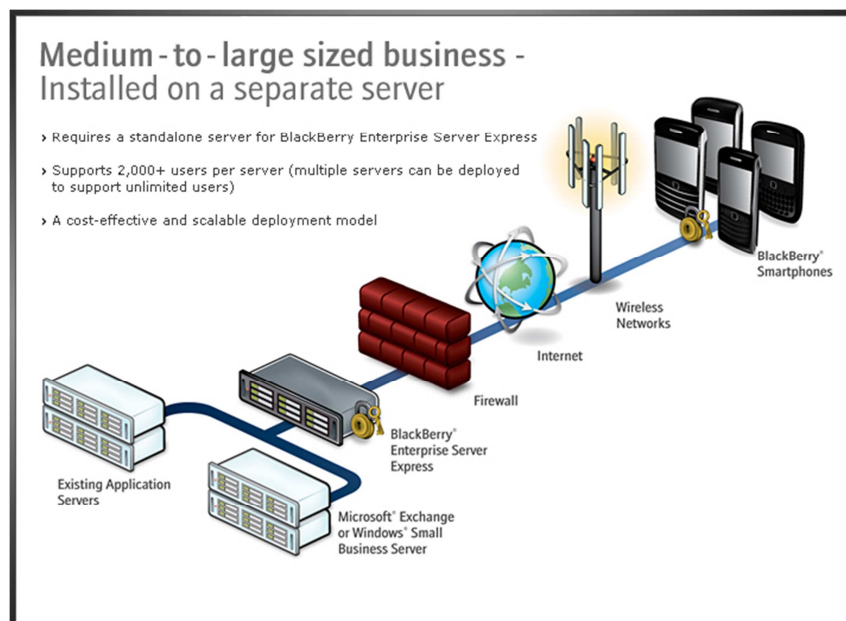 Medium-to-large sized business -
Installed on a separate server
› Requires a standalone server for BlackBerry Enterprise Server Express
› Supports 2,000+ users per server (multiple servers can be deployed
to support unlimited users)
› A cost-effective and scalable deployment model
BlackBerry®
Smartphones
Wireless
Networks
Internet
Firewall
BlackBerry®
Enterprise Server
Express
Existing Application
Servers
Microsoft® Exchange
or Windows® Small
Business Server